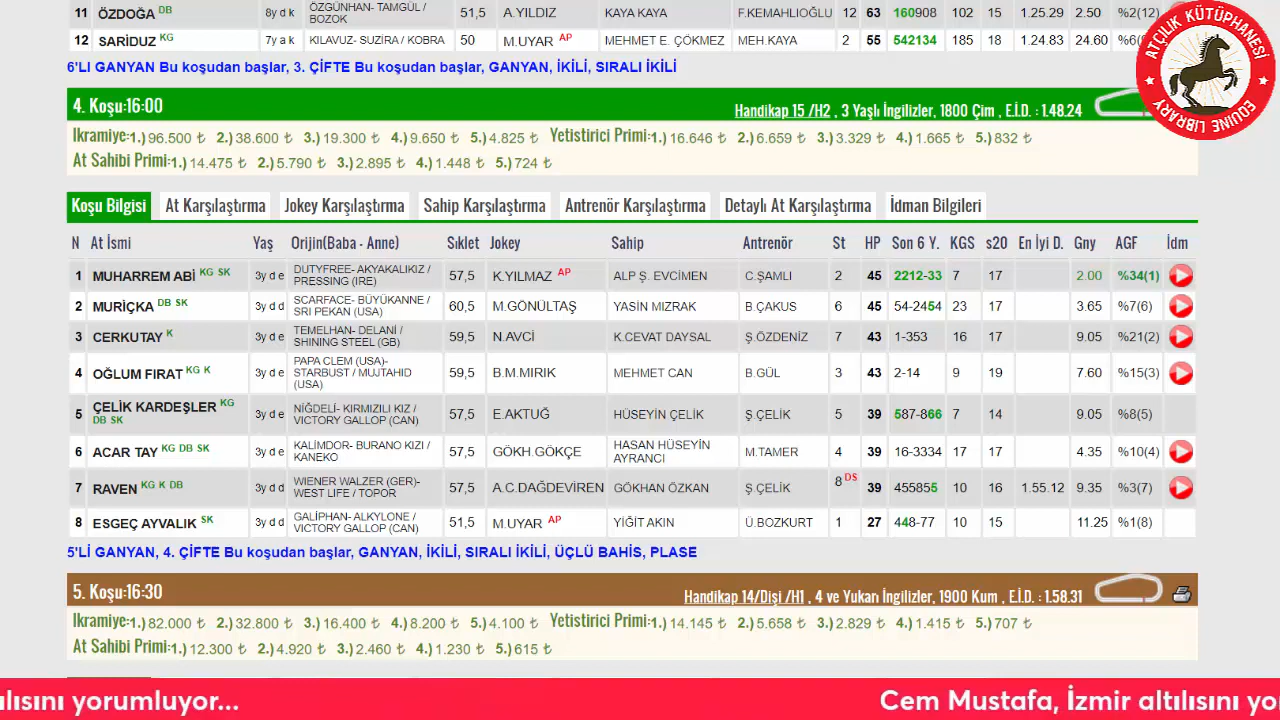 11 ÖZDOĞA DB 8y d k ÖZGÜNHAN- TAMGÜL / BOZOK 51,5 A.YILDIZ KAYA KAYA F.KEMAHLIOĞLU 12 63 160908 102 15 1.25.29 2.50 %2(12)
12 SARİDUZ KG 7y a k KILAVUZ- SUZİRA / KOBRA 50 M.UYAR AP MEHMET E. ÇÖKMEZ MEH.KAYA 2 55 542134 185 18 1.24.83 24.60
6'LI GANYAN Bu koşudan başlar, 3. ÇİFTE Bu koşudan başlar, GANYAN, İKİLİ, SIRALI İKİLİ
ATÇILIK KÜTÜPHANESİ
EQUINE LIBRARY
4. Koşu:16:00 Handikap 15 /H2 , 3 Yaşlı İngilizler, 1800 Çim , E.İ.D. : 1.48.24
Ikramiye:1.) 96.500 ₺ 2.) 38.600 ₺ 3.) 19.300 ₺ 4.) 9.650 ₺ 5.) 4.825 ₺ Yetistirici Primi:1.) 16.646 ₺ 2.) 6.659 ₺ 3.) 3.329 ₺ 4.) 1.665 ₺ 5.) 832 ₺
At Sahibi Primi:1.) 14.475 ₺ 2.) 5.790 ₺ 3.) 2.895 ₺ 4.) 1.448 ₺ 5.) 724 ₺
Koşu Bilgisi At Karşılaştırma Jokey Karşılaştırma Sahip Karşılaştırma Antrenör Karşılaştırma Detaylı At Karşılaştırma İdman Bilgileri
N At İsmi Yaş Orijin(Baba - Anne) Sıklet Jokey Sahip Antrenör St HP Son 6 Y. KGS s20 En İyi D. Gny AGF İdm
1 MUHARREM ABİ KG SK 3y d e DUTYFREE- AKYAKALIKIZ / PRESSING (IRE) 57,5 K.YILMAZ AP ALP Ş. EVCİMEN C.ŞAMLI 2 45 2212-33 7 17 2.00 %34(1)
2 MURİÇKA DB SK 3y d d SCARFACE- BÜYÜKANNE / SRI PEKAN (USA) 60,5 M.GÖNÜLTAŞ YASİN MIZRAK B.ÇAKUS 6 45 54-2454 23 17 3.65 %7(6)
3 CERKUTAY K 3y d e TEMELHAN- DELANİ / SHINING STEEL (GB) 59,5 N.AVCİ K.CEVAT DAYSAL Ş.ÖZDENİZ 7 43 1-353 16 17 9.05 %21(2)
4 OĞLUM FIRAT KG K 3y d e PAPA CLEM (USA)- STARBUST / MUJTAHID (USA) 59,5 B.M.MIRIK MEHMET CAN B.GÜL 3 43 2-14 9 19 7.60 %15(3)
5 ÇELİK KARDEŞLER KG DB SK 3y d e NİĞDELİ- KIRMIZILI KIZ / VICTORY GALLOP (CAN) 57,5 E.AKTUĞ HÜSEYİN ÇELİK Ş.ÇELİK 5 39 587-866 7 14 9.05 %8(5)
6 ACAR TAY KG DB SK 3y d e KALİMDOR- BURANO KIZI / KANEKO 57,5 GÖKH.GÖKÇE HASAN HÜSEYİN AYRANCI M.TAMER 4 39 16-3334 17 17 4.35 %10(4)
7 RAVEN KG K DB 3y d d WIENER WALZER (GER)- WEST LIFE / TOPOR 57,5 A.C.DAĞDEVİREN GÖKHAN ÖZKAN Ş.ÇELİK 8 DS 39 455855 10 16 1.55.12 9.35 %3(7)
8 ESGEÇ AYVALIK SK 3y d d GALİPHAN- ALKYLONE / VICTORY GALLOP (CAN) 51,5 M.UYAR AP YİĞİT AKIN Ü.BOZKURT 1 27 448-77 10 15 11.25 %1(8)
5'Lİ GANYAN, 4. ÇİFTE Bu koşudan başlar, GANYAN, İKİLİ, SIRALI İKİLİ, ÜÇLÜ BAHİS, PLASE
5. Koşu:16:30 Handikap 14/Dişi /H1 , 4 ve Yukarı İngilizler, 1900 Kum , E.İ.D. : 1.58.31
Ikramiye:1.) 82.000 ₺ 2.) 32.800 ₺ 3.) 16.400 ₺ 4.) 8.200 ₺ 5.) 4.100 ₺ Yetistirici Primi:1.) 14.145 ₺ 2.) 5.658 ₺ 3.) 2.829 ₺ 4.) 1.415 ₺ 5.) 707 ₺
At Sahibi Primi:1.) 12.300 ₺ 2.) 4.920 ₺ 3.) 2.460 ₺ 4.) 1.230 ₺ 5.) 615 ₺
ılısını yorumluyor... Cem Mustafa, İzmir altılısını yo